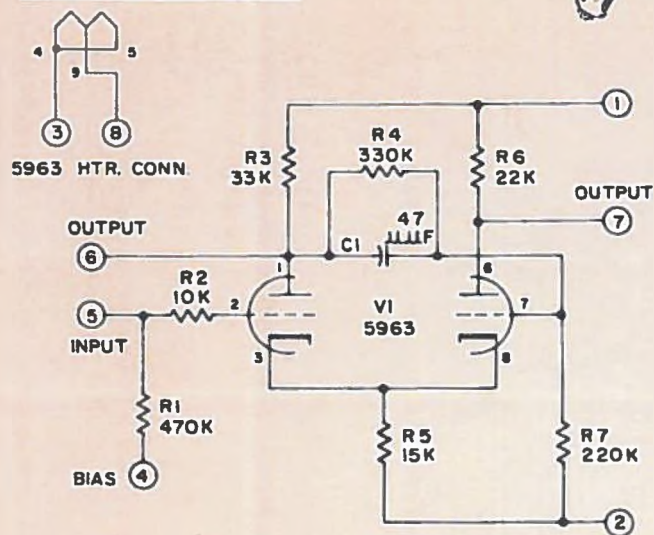 4
5
9
3
8
5963 HTR. CONN.
1
R3
33K
R4
330K
R6
22K
OUTPUT
7
OUTPUT
6
C1
47
μμF
1
6
R2
10K
5
2
V1
5963
7
INPUT
3
8
R1
470K
R5
15K
R7
220K
BIAS
4
2